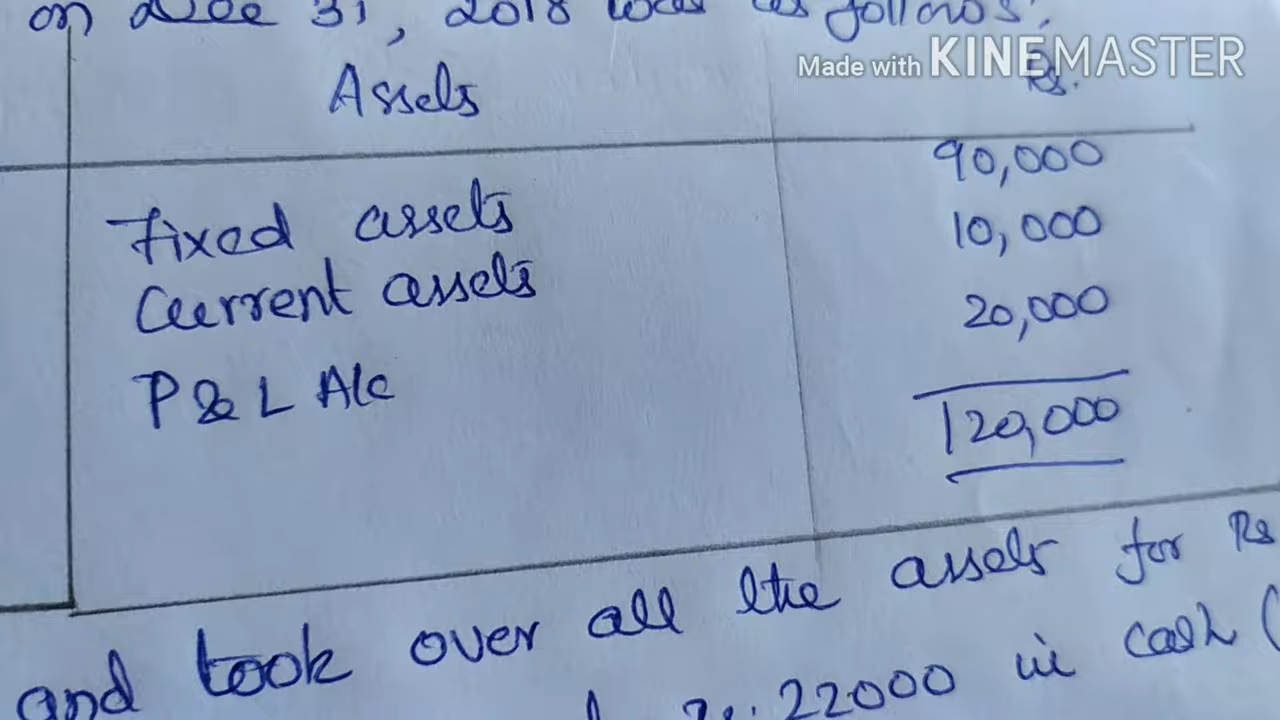 on Dec 31, 2018 was as follows:
Made with KINEMASTER
Assets Rs.
Fixed assets 90,000
Current assets 10,000
P & L A/c 20,000
120,000
and took over all the assets for Rs
Rs. 22000 in cash (